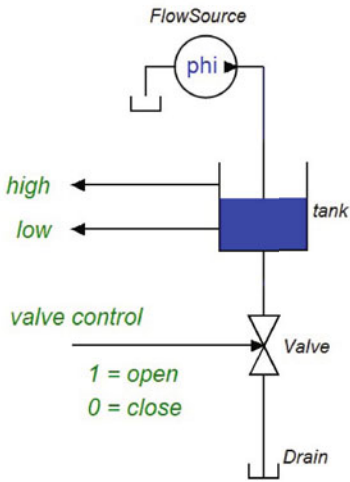 FlowSource
phi
high
low
tank
valve control
1 = open
0 = close
Valve
Drain